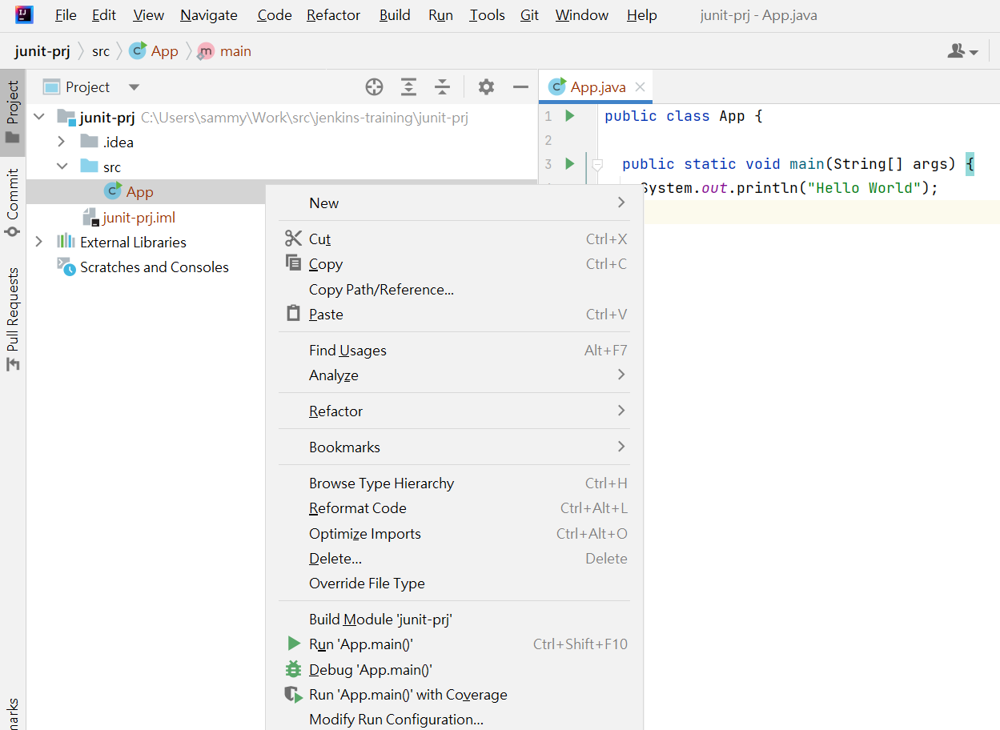 IJ File Edit View Navigate Code Refactor Build Run Tools Git Window Help junit-prj - App.java
junit-prj src C App m main
Project
Commit
Pull Requests
Project
junit-prj C:\Users\sammy\Work\src\jenkins-training\junit-prj
.idea
src
C App
junit-prj.iml
External Libraries
Scratches and Consoles
C App.java
1 public class App {
2
3 public static void main(String[] args) {
System.out.println("Hello World");
New
Cut Ctrl+X
Copy Ctrl+C
Copy Path/Reference...
Paste Ctrl+V
Find Usages Alt+F7
Analyze
Refactor
Bookmarks
Browse Type Hierarchy Ctrl+H
Reformat Code Ctrl+Alt+L
Optimize Imports Ctrl+Alt+O
Delete... Delete
Override File Type
Build Module 'junit-prj'
Run 'App.main()' Ctrl+Shift+F10
Debug 'App.main()'
Run 'App.main()' with Coverage
Modify Run Configuration...